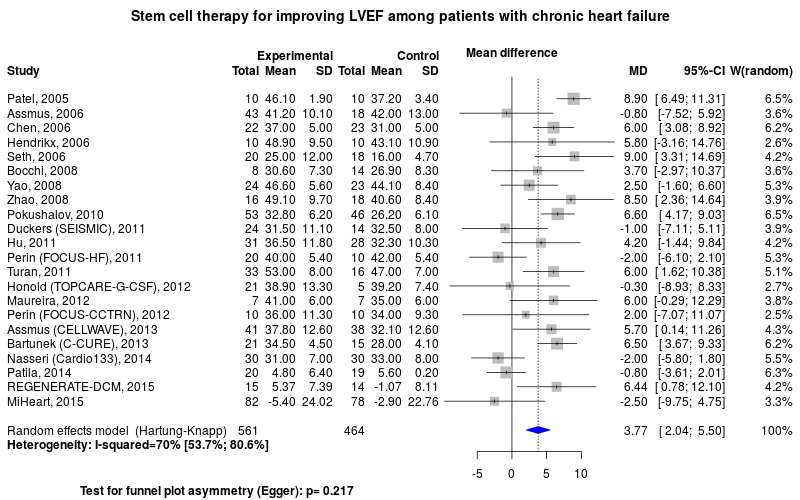 Stem cell therapy for improving LVEF among patients with chronic heart failure
Experimental Control Mean difference
Study Total Mean SD Total Mean SD MD 95%-CI W(random)
Patel, 2005 10 46.10 1.90 10 37.20 3.40 8.90 [ 6.49; 11.31] 6.5%
Assmus, 2006 43 41.20 10.10 18 42.00 13.00 -0.80 [ -7.52; 5.92] 3.6%
Chen, 2006 22 37.00 5.00 23 31.00 5.00 6.00 [ 3.08; 8.92] 6.2%
Hendrikx, 2006 10 48.90 9.50 10 43.10 10.90 5.80 [ -3.16; 14.76] 2.6%
Seth, 2006 20 25.00 12.00 18 16.00 4.70 9.00 [ 3.31; 14.69] 4.2%
Bocchi, 2008 8 30.60 7.30 14 26.90 8.30 3.70 [ -2.97; 10.37] 3.6%
Yao, 2008 24 46.60 5.60 23 44.10 8.40 2.50 [ -1.60; 6.60] 5.3%
Zhao, 2008 16 49.10 9.70 18 40.60 8.40 8.50 [ 2.36; 14.64] 3.9%
Pokushalov, 2010 53 32.80 6.20 46 26.20 6.10 6.60 [ 4.17; 9.03] 6.5%
Duckers (SEISMIC), 2011 24 31.50 11.10 14 32.50 8.00 -1.00 [ -7.11; 5.11] 3.9%
Hu, 2011 31 36.50 11.80 28 32.30 10.30 4.20 [ -1.44; 9.84] 4.2%
Perin (FOCUS-HF), 2011 20 40.00 5.40 10 42.00 5.40 -2.00 [ -6.10; 2.10] 5.3%
Turan, 2011 33 53.00 8.00 16 47.00 7.00 6.00 [ 1.62; 10.38] 5.1%
Honold (TOPCARE-G-CSF), 2012 21 38.90 13.30 5 39.20 7.40 -0.30 [ -8.93; 8.33] 2.7%
Maureira, 2012 7 41.00 6.00 7 35.00 6.00 6.00 [ -0.29; 12.29] 3.8%
Perin (FOCUS-CCTRN), 2012 10 36.00 11.30 10 34.00 9.30 2.00 [ -7.07; 11.07] 2.5%
Assmus (CELLWAVE), 2013 41 37.80 12.60 38 32.10 12.60 5.70 [ 0.14; 11.26] 4.3%
Bartunek (C-CURE), 2013 21 34.50 4.50 15 28.00 4.10 6.50 [ 3.67; 9.33] 6.2%
Nasseri (Cardio133), 2014 30 31.00 7.00 30 33.00 8.00 -2.00 [ -5.80; 1.80] 5.5%
Patila, 2014 20 4.80 6.40 19 5.60 0.20 -0.80 [ -3.61; 2.01] 6.3%
REGENERATE-DCM, 2015 15 5.37 7.39 14 -1.07 8.11 6.44 [ 0.78; 12.10] 4.2%
MiHeart, 2015 82 -5.40 24.02 78 -2.90 22.76 -2.50 [ -9.75; 4.75] 3.3%
Random effects model (Hartung-Knapp) 561 464 3.77 [ 2.04; 5.50] 100%
Heterogeneity: I-squared=70% [53.7%; 80.6%]
-5 0 5 10
Test for funnel plot asymmetry (Egger): p= 0.217